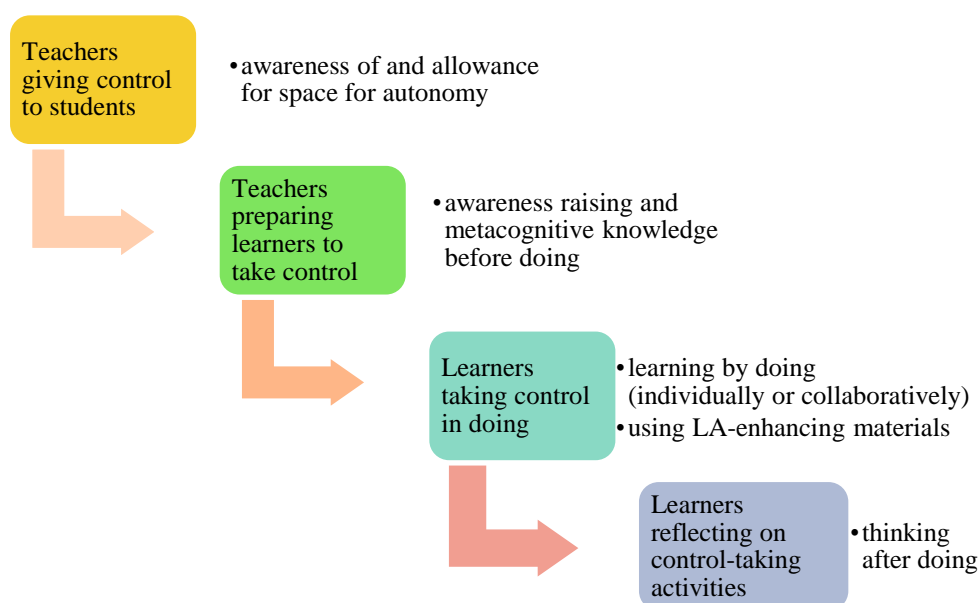 Teachers
giving control
to students
•awareness of and allowance
for space for autonomy
Teachers
preparing
learners to
take control
•awareness raising and
metacognitive knowledge
before doing
Learners
taking control
in doing
•learning by doing
(individually or collaboratively)
•using LA-enhancing materials
Learners
reflecting on
control-taking
activities
•thinking
after doing